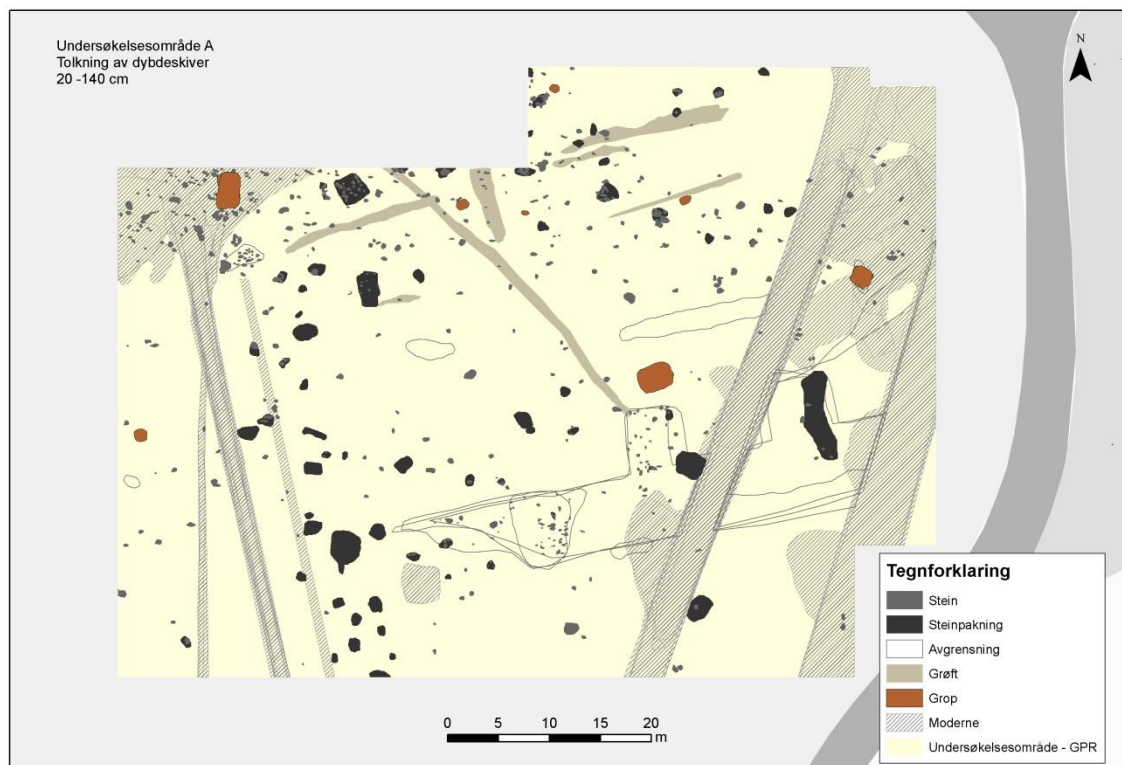 Undersøkelsesområde A
Tolkning av dybdeskiver
20 -140 cm
N
Tegnforklaring
Stein
Steinpakning
Avgrensning
Grøft
Grop
Moderne
Undersøkelsesområde - GPR
0 5 10 15 20
m